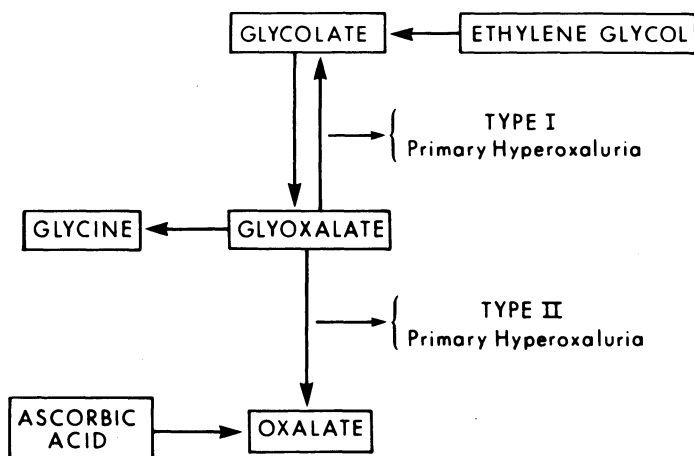 GLYCOLATE
ETHYLENE GLYCOL
TYPE I
Primary Hyperoxaluria
GLYCINE
GLYOXALATE
TYPE II
Primary Hyperoxaluria
ASCORBIC
ACID
OXALATE